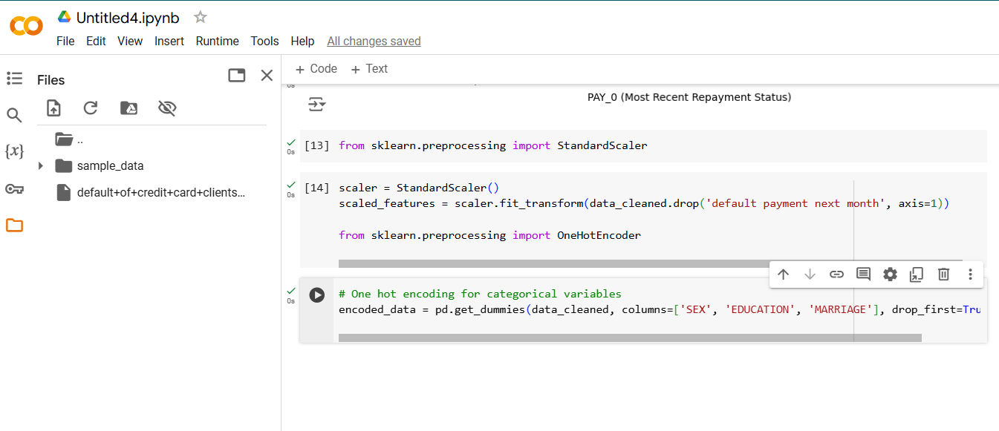 Untitled4.ipynb
File Edit View Insert Runtime Tools Help All changes saved
Files
+ Code + Text
..
sample_data
default+of+credit+card+clients...
{x}
0s
PAY_0 (Most Recent Repayment Status)
0s
[13] from sklearn.preprocessing import StandardScaler
0s
[14] scaler = StandardScaler()
scaled_features = scaler.fit_transform(data_cleaned.drop('default payment next month', axis=1))
from sklearn.preprocessing import OneHotEncoder
0s
# One hot encoding for categorical variables
encoded_data = pd.get_dummies(data_cleaned, columns=['SEX', 'EDUCATION', 'MARRIAGE'], drop_first=Tru